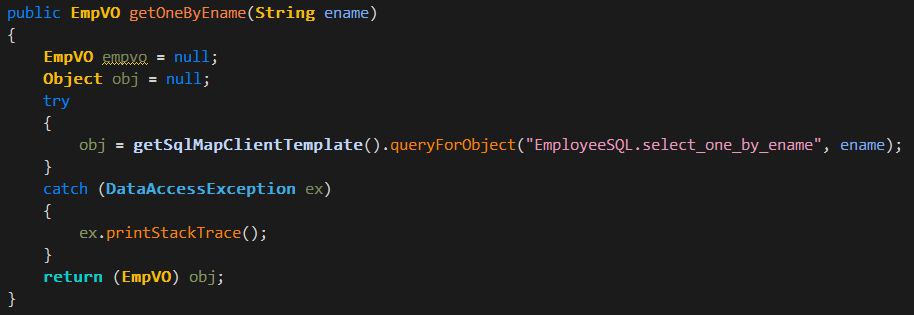 public EmpVO getOneByEname(String ename)
{
    EmpVO empvo = null;
    Object obj = null;
    try
    {
        obj = getSqlMapClientTemplate().queryForObject("EmployeeSQL.select_one_by_ename", ename);
    }
    catch (DataAccessException ex)
    {
        ex.printStackTrace();
    }
    return (EmpVO) obj;
}